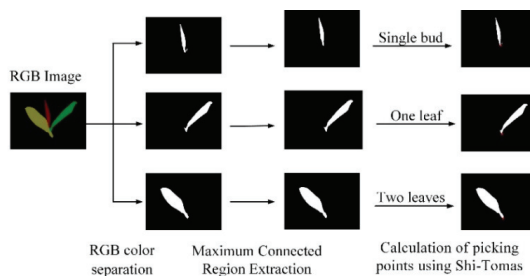 RGB Image
Single bud
One leaf
Two leaves
RGB color
separation
Maximum Connected
Region Extraction
Calculation of picking
points using Shi-Tomas